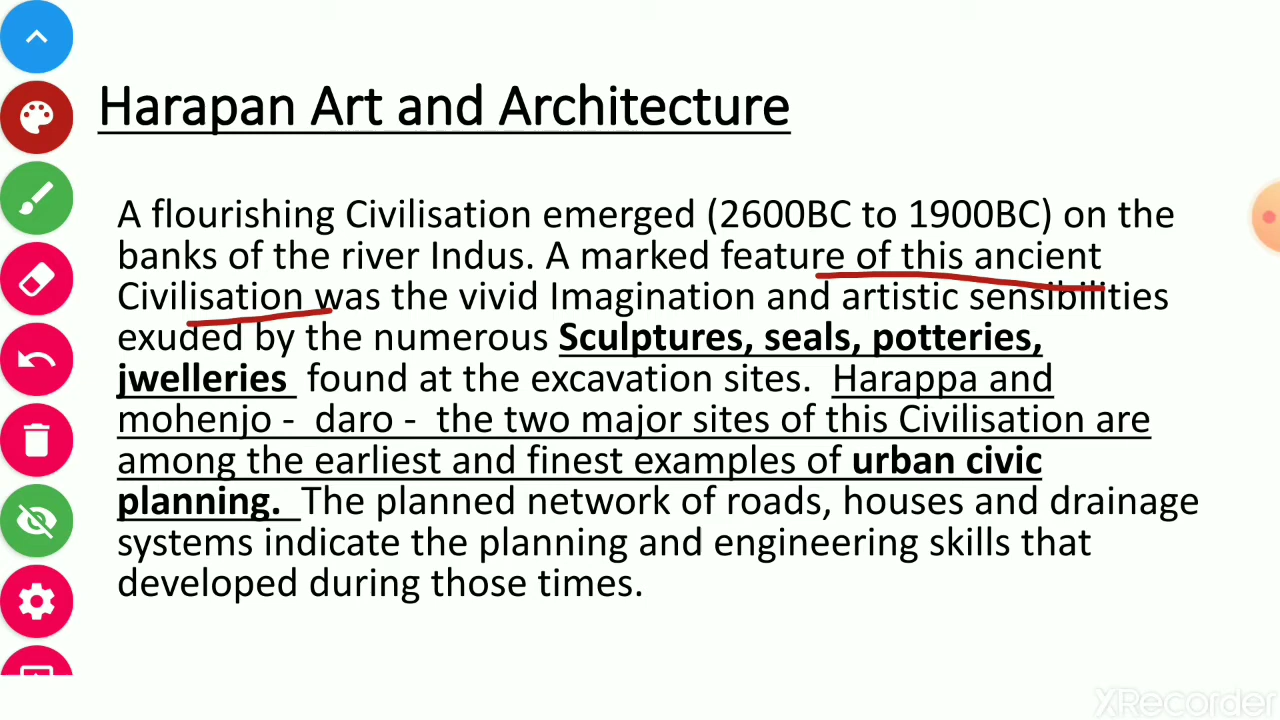 Harapan Art and Architecture
A flourishing Civilisation emerged (2600BC to 1900BC) on the
banks of the river Indus. A marked feature of this ancient
Civilisation was the vivid Imagination and artistic sensibilities
exuded by the numerous Sculptures, seals, potteries,
jwelleries found at the excavation sites. Harappa and
mohenjo - daro - the two major sites of this Civilisation are
among the earliest and finest examples of urban civic
planning. The planned network of roads, houses and drainage
systems indicate the planning and engineering skills that
developed during those times.
XRecorder